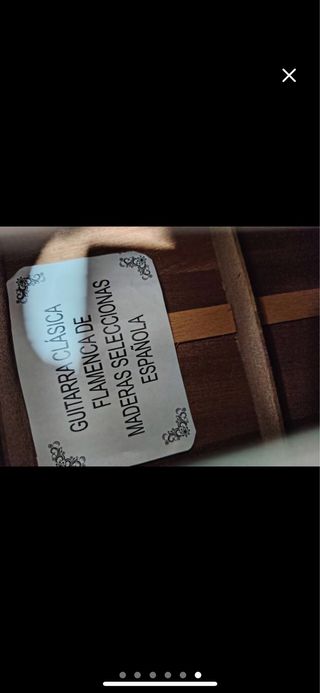 GUITARRA CLÁSICA
FLAMENCA DE
MADERAS SELECCIONAS
ESPAÑOLA